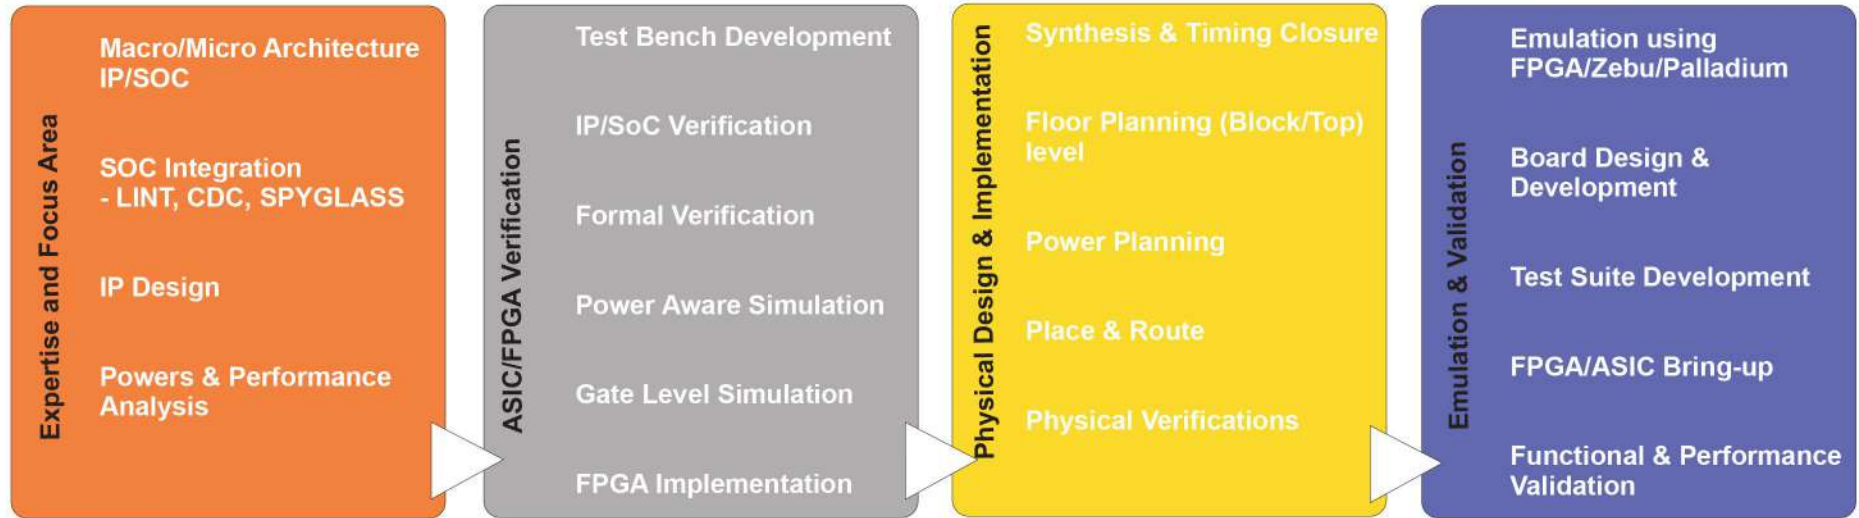 Expertise and Focus Area
Macro/Micro Architecture
IP/SOC
SOC Integration
- LINT, CDC, SPYGLASS
IP Design
Powers & Performance
Analysis
ASIC/FPGA Verification
Test Bench Development
IP/SoC Verification
Formal Verification
Power Aware Simulation
Gate Level Simulation
FPGA Implementation
Physical Design & Implementation
Synthesis & Timing Closure
Floor Planning (Block/Top)
level
Power Planning
Place & Route
Physical Verifications
Emulation & Validation
Emulation using
FPGA/Zebu/Palladium
Board Design &
Development
Test Suite Development
FPGA/ASIC Bring-up
Functional & Performance
Validation